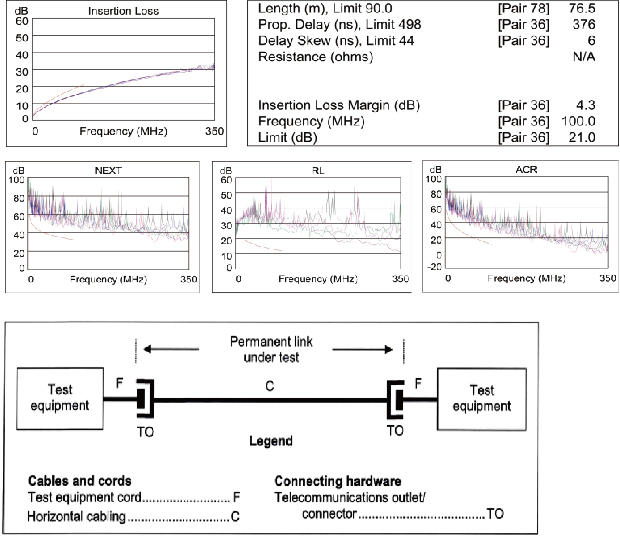 dB Insertion Loss
60
50
40
30
20
10
0
0 Frequency (MHz) 350
Length (m), Limit 90.0 [Pair 78] 76.5
Prop. Delay (ns), Limit 498 [Pair 36] 376
Delay Skew (ns), Limit 44 [Pair 36] 6
Resistance (ohms) N/A
Insertion Loss Margin (dB) [Pair 36] 4.3
Frequency (MHz) [Pair 36] 100.0
Limit (dB) [Pair 36] 21.0
dB NEXT
100
80
60
40
20
0
0 Frequency (MHz) 350
dB RL
60
50
40
30
20
10
0
0 Frequency (MHz) 350
dB ACR
100
80
60
40
20
0
-20
0 Frequency (MHz) 350
Permanent link
under test
Test
equipment
F
C
F
Test
equipment
TO
TO
Legend
Cables and cords
Test equipment cord............................ F
Horizontal cabling ................................C
Connecting hardware
Telecommunications outlet/
connector........................................TO